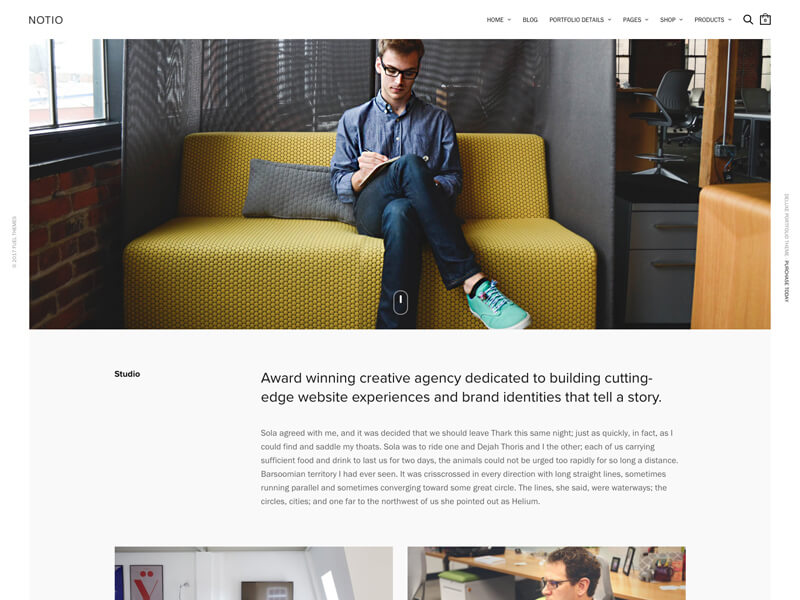 NOTIO
HOME
BLOG
PORTFOLIO DETAILS
PAGES
SHOP
PRODUCTS
0
© 2017 FUEL THEMES
DELUXE PORTFOLIO THEME PURCHASE TODAY
Studio
Award winning creative agency dedicated to building cutting-
edge website experiences and brand identities that tell a story.
Sola agreed with me, and it was decided that we should leave Thark this same night; just as quickly, in fact, as I
could find and saddle my thoats. Sola was to ride one and Dejah Thoris and I the other; each of us carrying
sufficient food and drink to last us for two days, the animals could not be urged too rapidly for so long a distance.
Barsoomian territory I had ever seen. It was crisscrossed in every direction with long straight lines, sometimes
running parallel and sometimes converging toward some great circle. The lines, she said, were waterways; the
circles, cities; and one far to the northwest of us she pointed out as Helium.